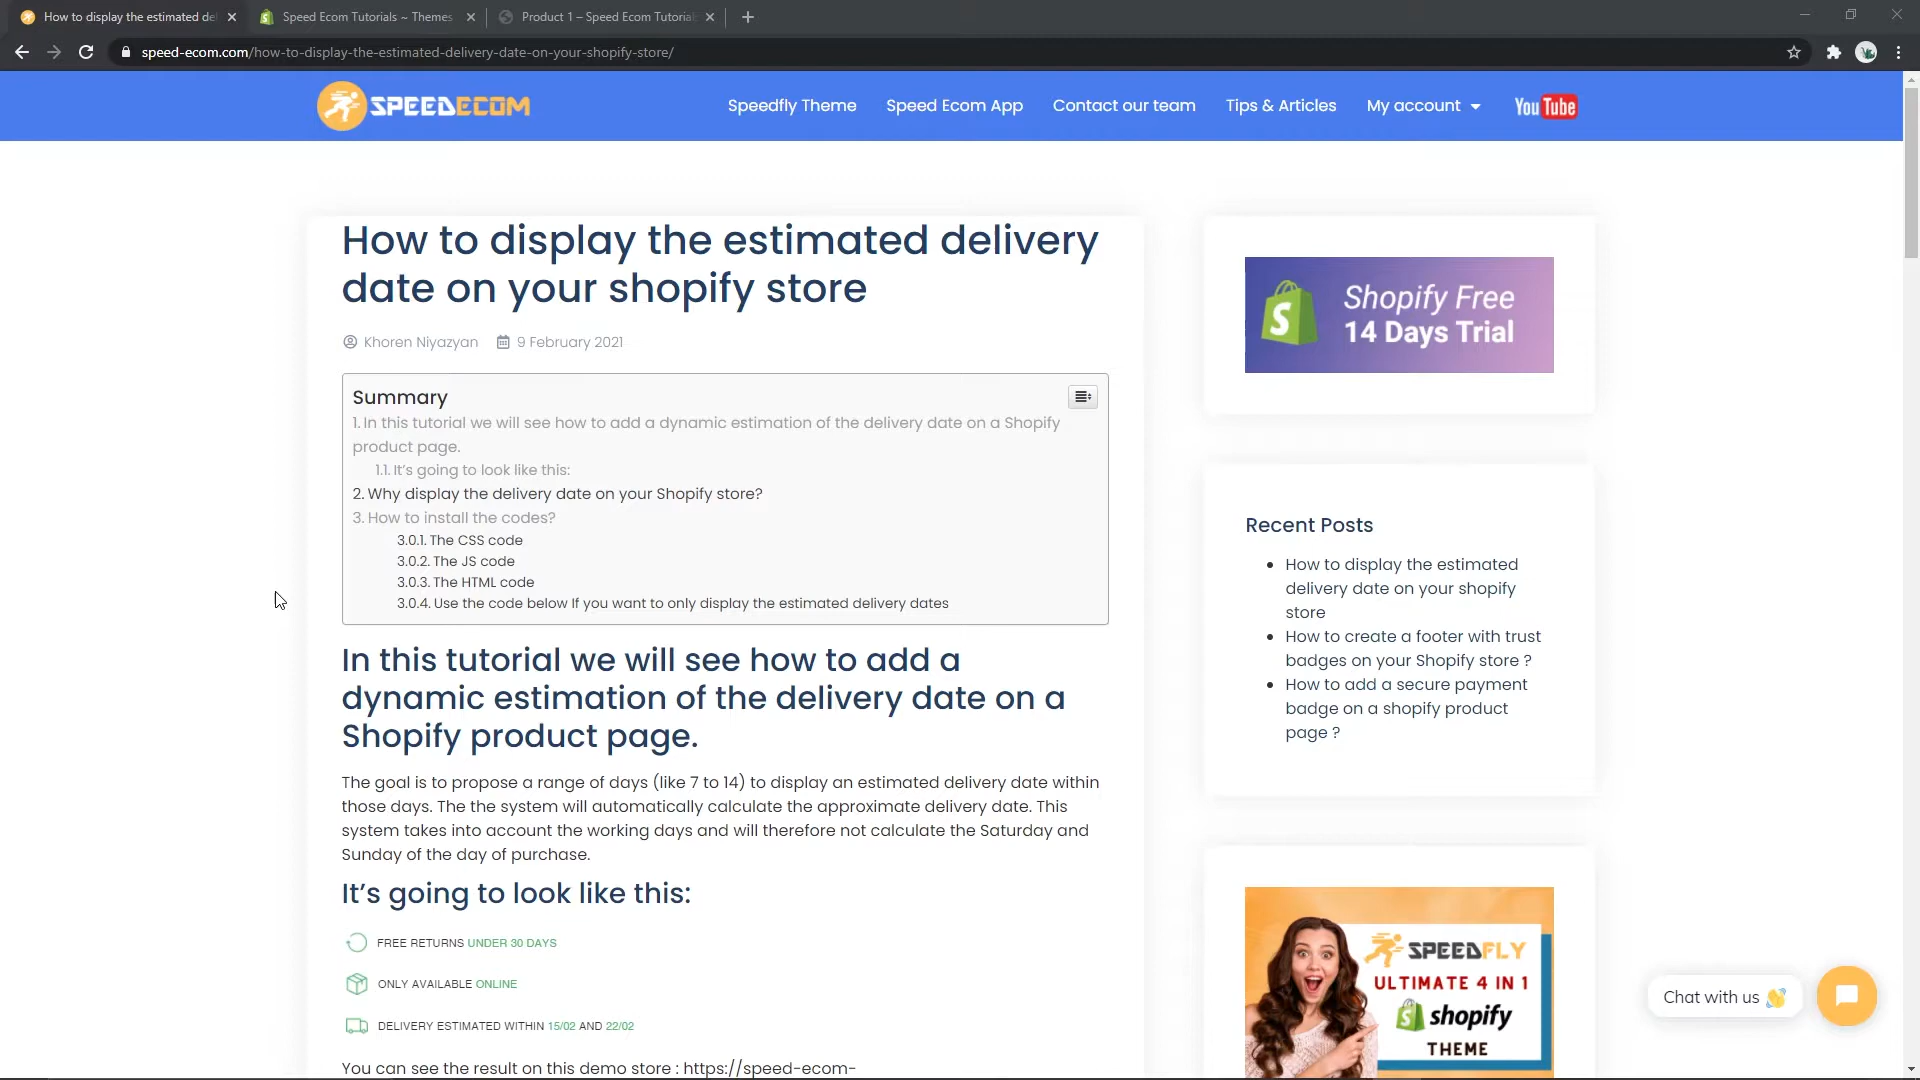 How to display the estimated del
Speed Ecom Tutorials ~ Themes
Product 1 – Speed Ecom Tutorial
speed-ecom.com/how-to-display-the-estimated-delivery-date-on-your-shopify-store/
SPEEDECOM
Speedfly Theme
Speed Ecom App
Contact our team
Tips & Articles
My account
YouTube
How to display the estimated delivery
date on your shopify store
Khoren Niyazyan
9 February 2021
Summary
1. In this tutorial we will see how to add a dynamic estimation of the delivery date on a Shopify
product page.
1.1. It's going to look like this:
2. Why display the delivery date on your Shopify store?
3. How to install the codes?
3.0.1. The CSS code
3.0.2. The JS code
3.0.3. The HTML code
3.0.4. Use the code below If you want to only display the estimated delivery dates
In this tutorial we will see how to add a
dynamic estimation of the delivery date on a
Shopify product page.
The goal is to propose a range of days (like 7 to 14) to display an estimated delivery date within
those days. The the system will automatically calculate the approximate delivery date. This
system takes into account the working days and will therefore not calculate the Saturday and
Sunday of the day of purchase.
It's going to look like this:
FREE RETURNS UNDER 30 DAYS
ONLY AVAILABLE ONLINE
DELIVERY ESTIMATED WITHIN 15/02 AND 22/02
You can see the result on this demo store : https://speed-ecom-
Shopify Free
14 Days Trial
Recent Posts
How to display the estimated
delivery date on your shopify
store
How to create a footer with trust
badges on your Shopify store ?
How to add a secure payment
badge on a shopify product
page ?
SPEEDFLY
ULTIMATE 4 IN 1
shopify
THEME
Chat with us 👋